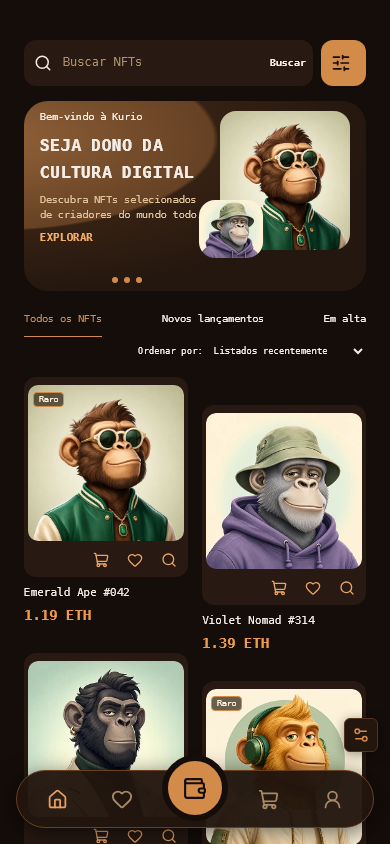 Buscar NFTs
Buscar
Bem-vindo à Kurio
SEJA DONO DA
CULTURA DIGITAL
Descubra NFTs selecionados
de criadores do mundo todo
EXPLORAR
Todos os NFTs
Novos lançamentos
Em alta
Ordenar por: Listados recentemente
Raro
Emerald Ape #042
1.19 ETH
Violet Nomad #314
1.39 ETH
Raro